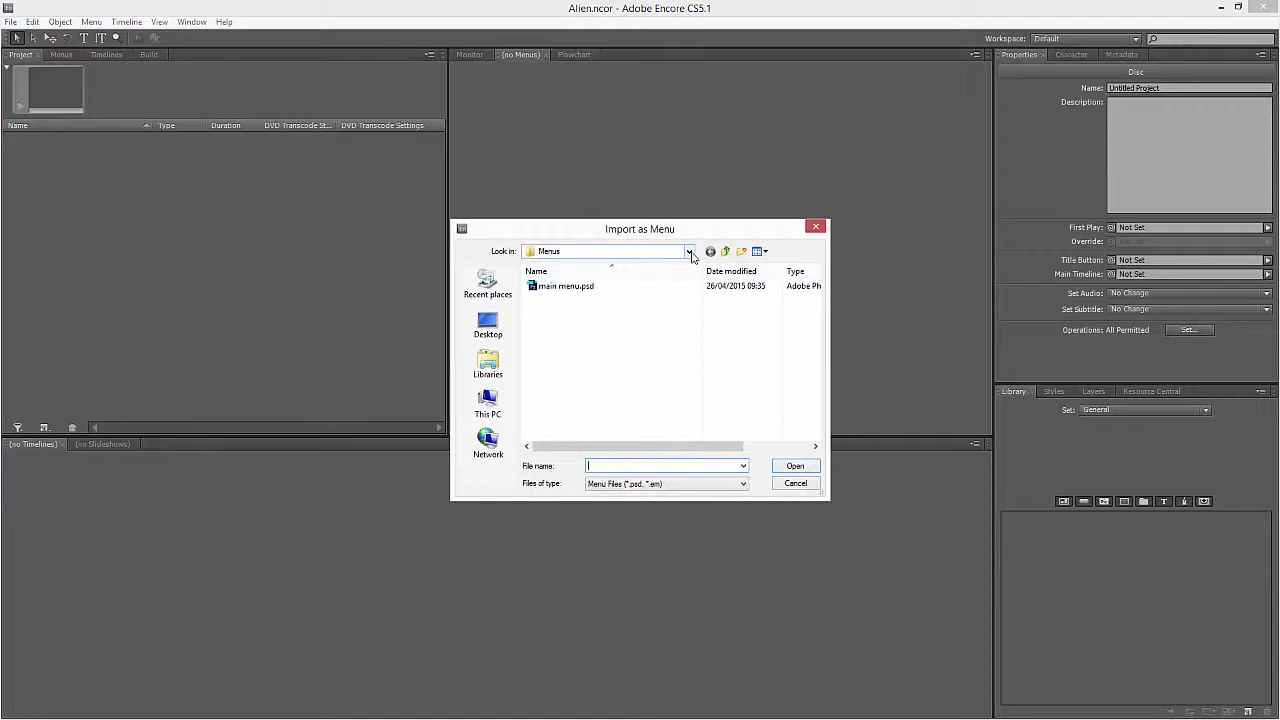 Alien.ncor - Adobe Encore CS5.1
File Edit Object Menu Timeline View Window Help
Workspace: Default
Project Menus Timelines Build
Monitor (no Menus) Flowchart
Properties Character Metadata
Disc
Name: Untitled Project
Description:
Name Type Duration DVD Transcode St... DVD Transcode Settings
Import as Menu
Look in: Menus
Name Date modified Type
main menu.psd 26/04/2015 09:35 Adobe Ph
Recent places
Desktop
Libraries
This PC
Network
File name: Open
Files of type: Menu Files (*.psd, *.em) Cancel
First Play: Not Set
Override: Not Set
Title Button: Not Set
Main Timeline: Not Set
Set Audio: No Change
Set Subtitle: No Change
Operations: All Permitted Set...
Library Styles Layers Resource Central
Set: General
(no Timelines) (no Slideshows)